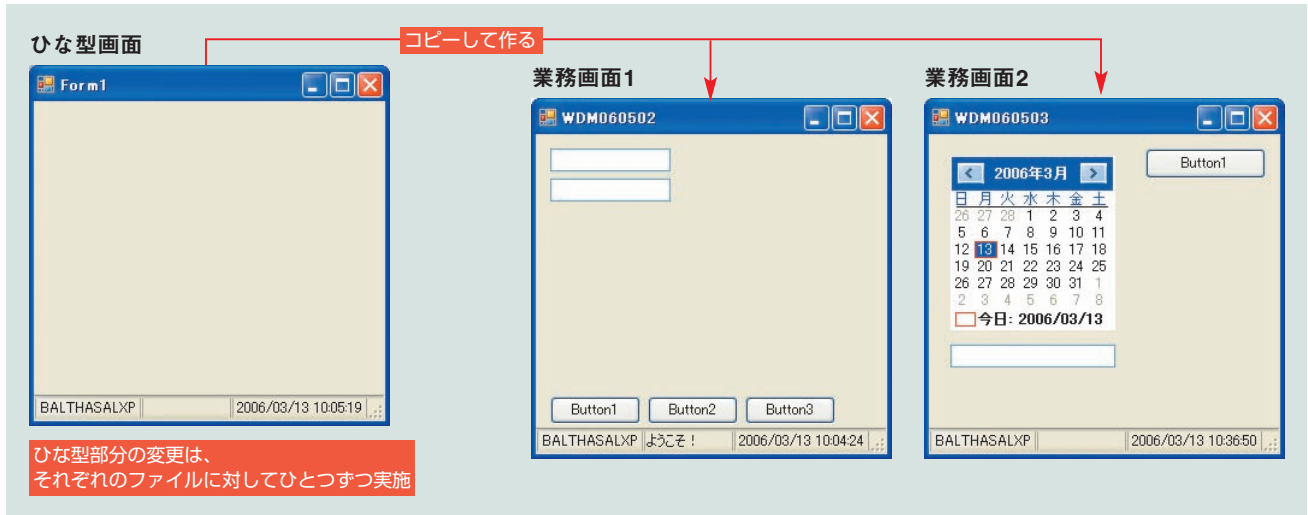 ひな型画面
コピーして作る
業務画面1
業務画面2
Form1
BALTHASALXP
2006/03/13 10:05:19
ひな型部分の変更は、
それぞれのファイルに対してひとつずつ実施
WDM060502
Button1
Button2
Button3
BALTHASALXP
ようこそ！
2006/03/13 10:04:24
WDM060503
Button1
2006年3月
日 月 火 水 木 金 土
26 27 28 1 2 3 4
5 6 7 8 9 10 11
12 13 14 15 16 17 18
19 20 21 22 23 24 25
26 27 28 29 30 31 1
2 3 4 5 6 7 8
今日: 2006/03/13
BALTHASALXP
2006/03/13 10:36:50